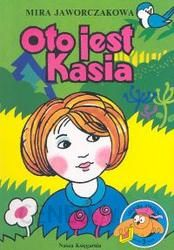 MIRA JAWORCZAKOWA
Oto jest
Kasia
Nasza Księgarnia